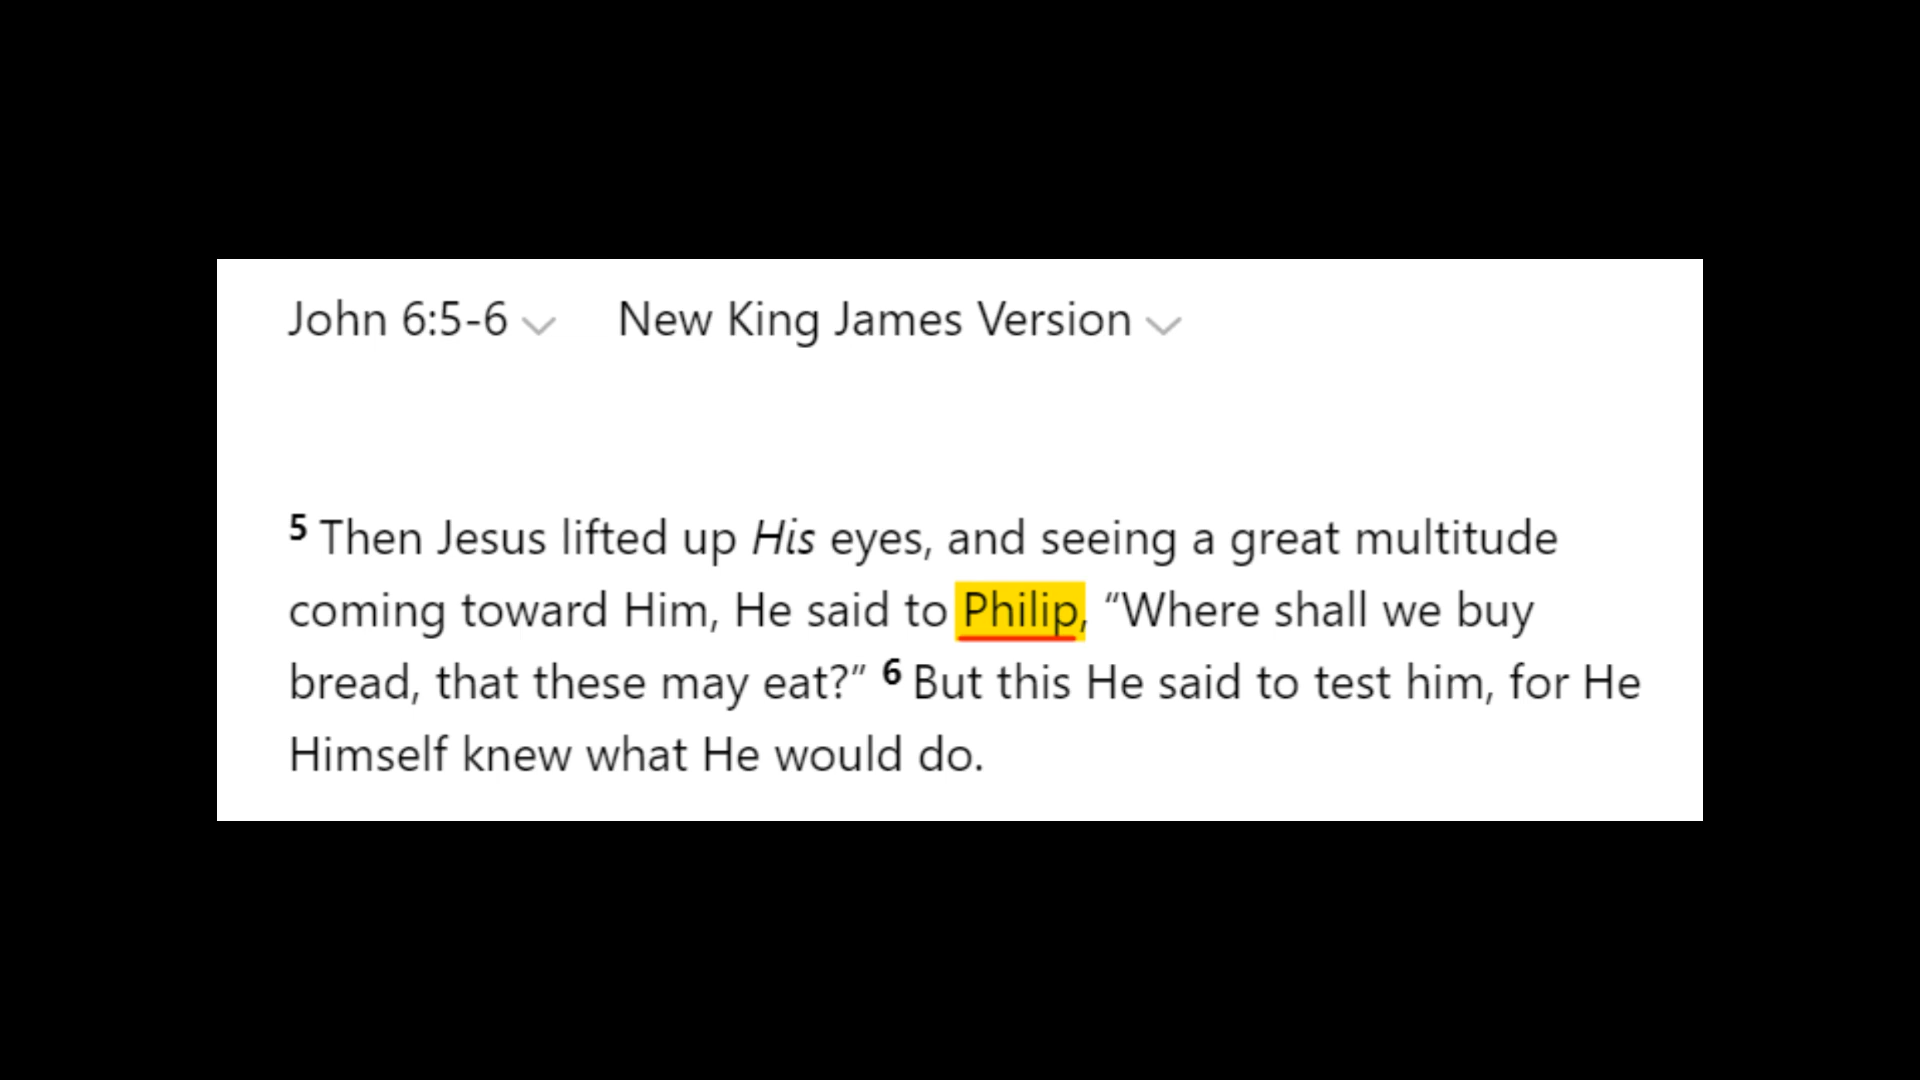 John 6:5-6 New King James Version
5 Then Jesus lifted up His eyes, and seeing a great multitude
coming toward Him, He said to Philip, “Where shall we buy
bread, that these may eat?” 6 But this He said to test him, for He
Himself knew what He would do.